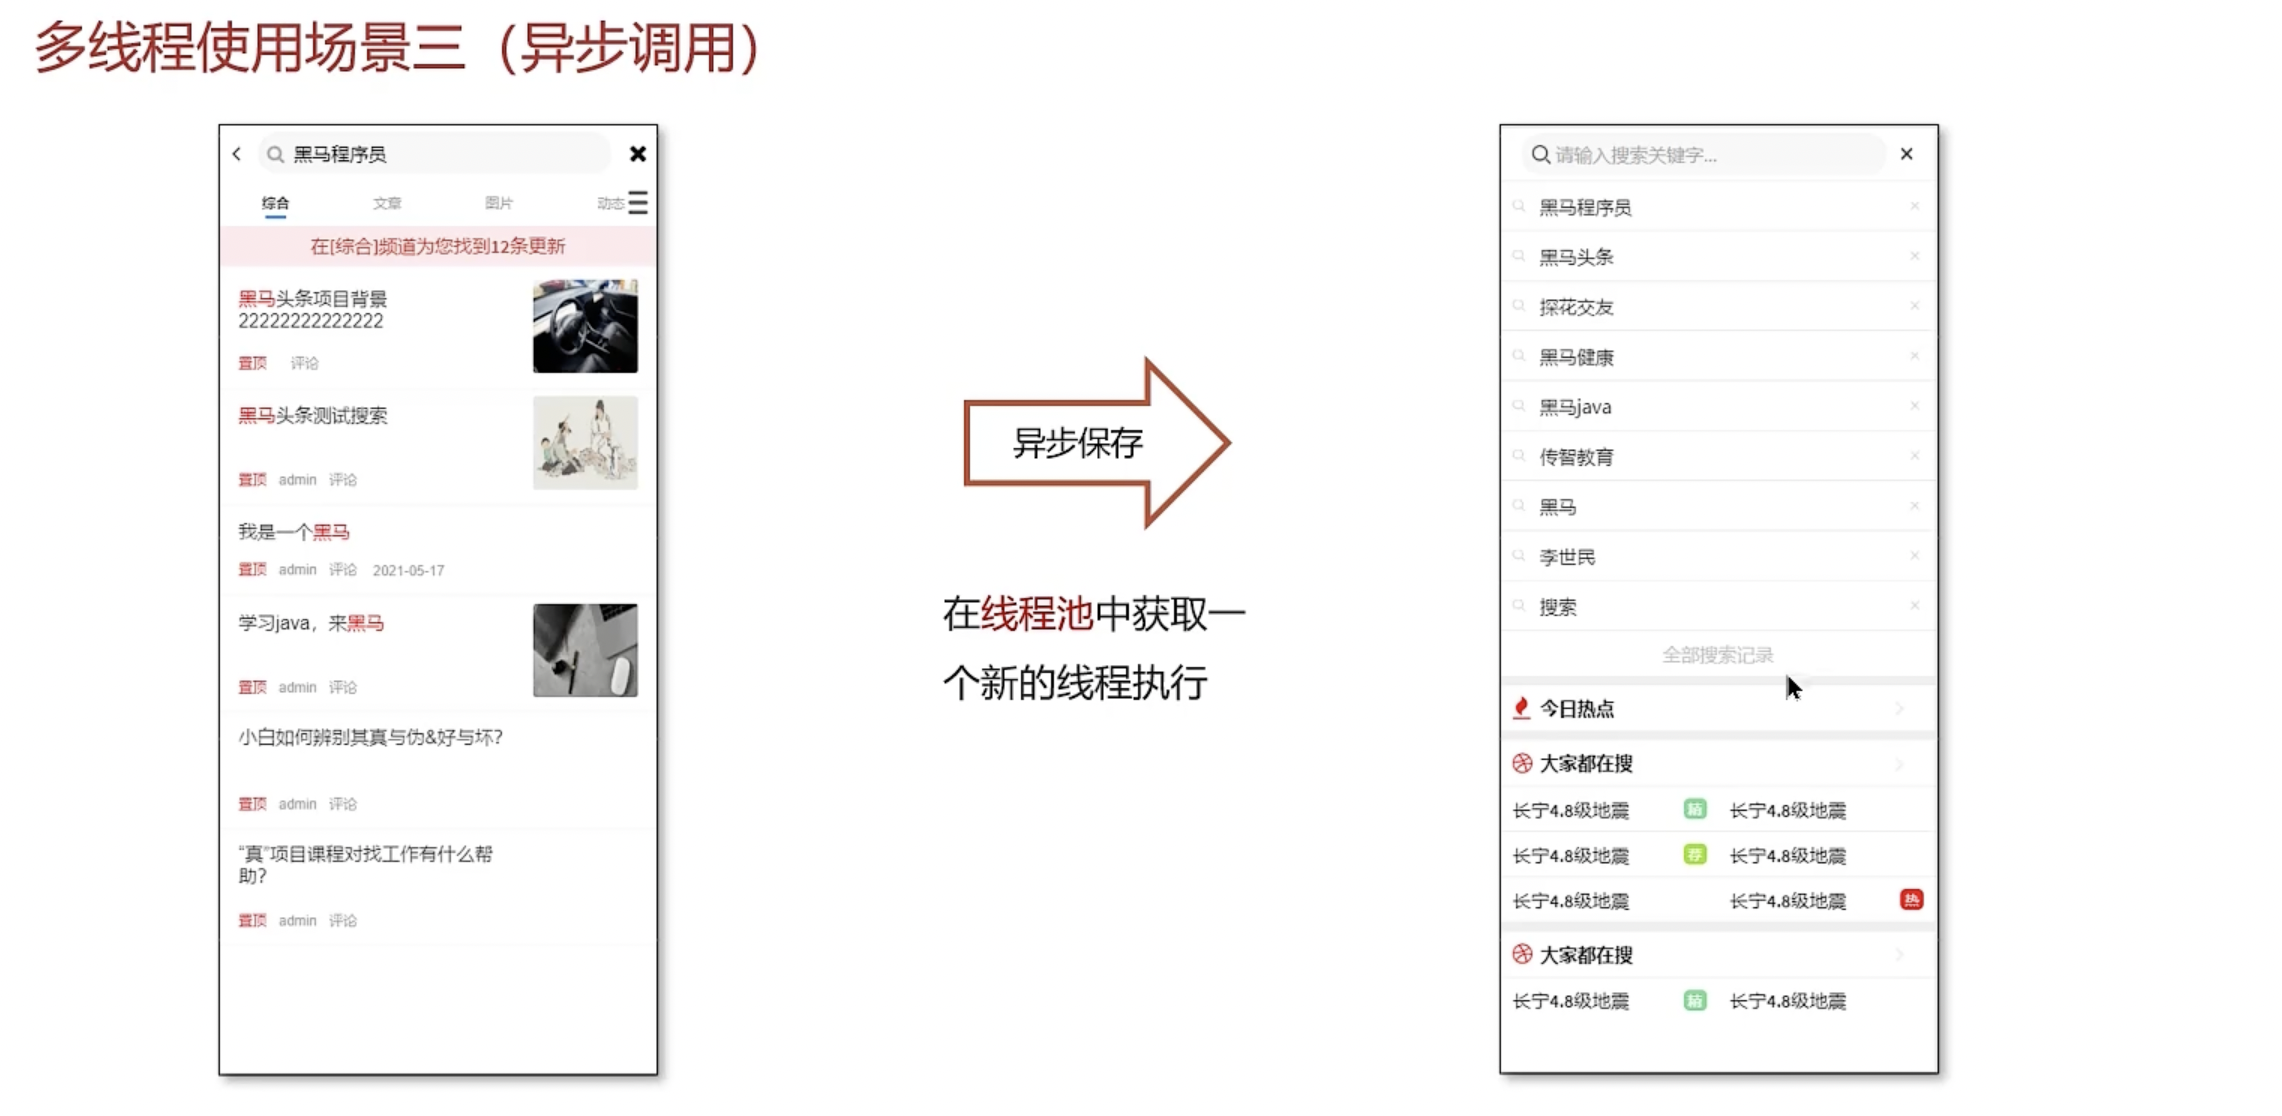 多线程使用场景三（异步调用）
黑马程序员
综合 文章 图片 动态
在[综合]频道为您找到12条更新
黑马头条项目背景
22222222222222
置顶 评论
黑马头条测试搜索
置顶 admin 评论
我是一个黑马
置顶 admin 评论 2021-05-17
学习java，来黑马
置顶 admin 评论
小白如何辨别其真与伪&好与坏？
置顶 admin 评论
“真”项目课程对找工作有什么帮
助？
置顶 admin 评论
异步保存
在线程池中获取一
个新的线程执行
请输入搜索关键字...
黑马程序员
黑马头条
探花交友
黑马健康
黑马java
传智教育
黑马
李世民
搜索
全部搜索记录
今日热点
大家都在搜
长宁4.8级地震 精 长宁4.8级地震
长宁4.8级地震 荐 长宁4.8级地震
长宁4.8级地震 长宁4.8级地震 热
大家都在搜
长宁4.8级地震 精 长宁4.8级地震